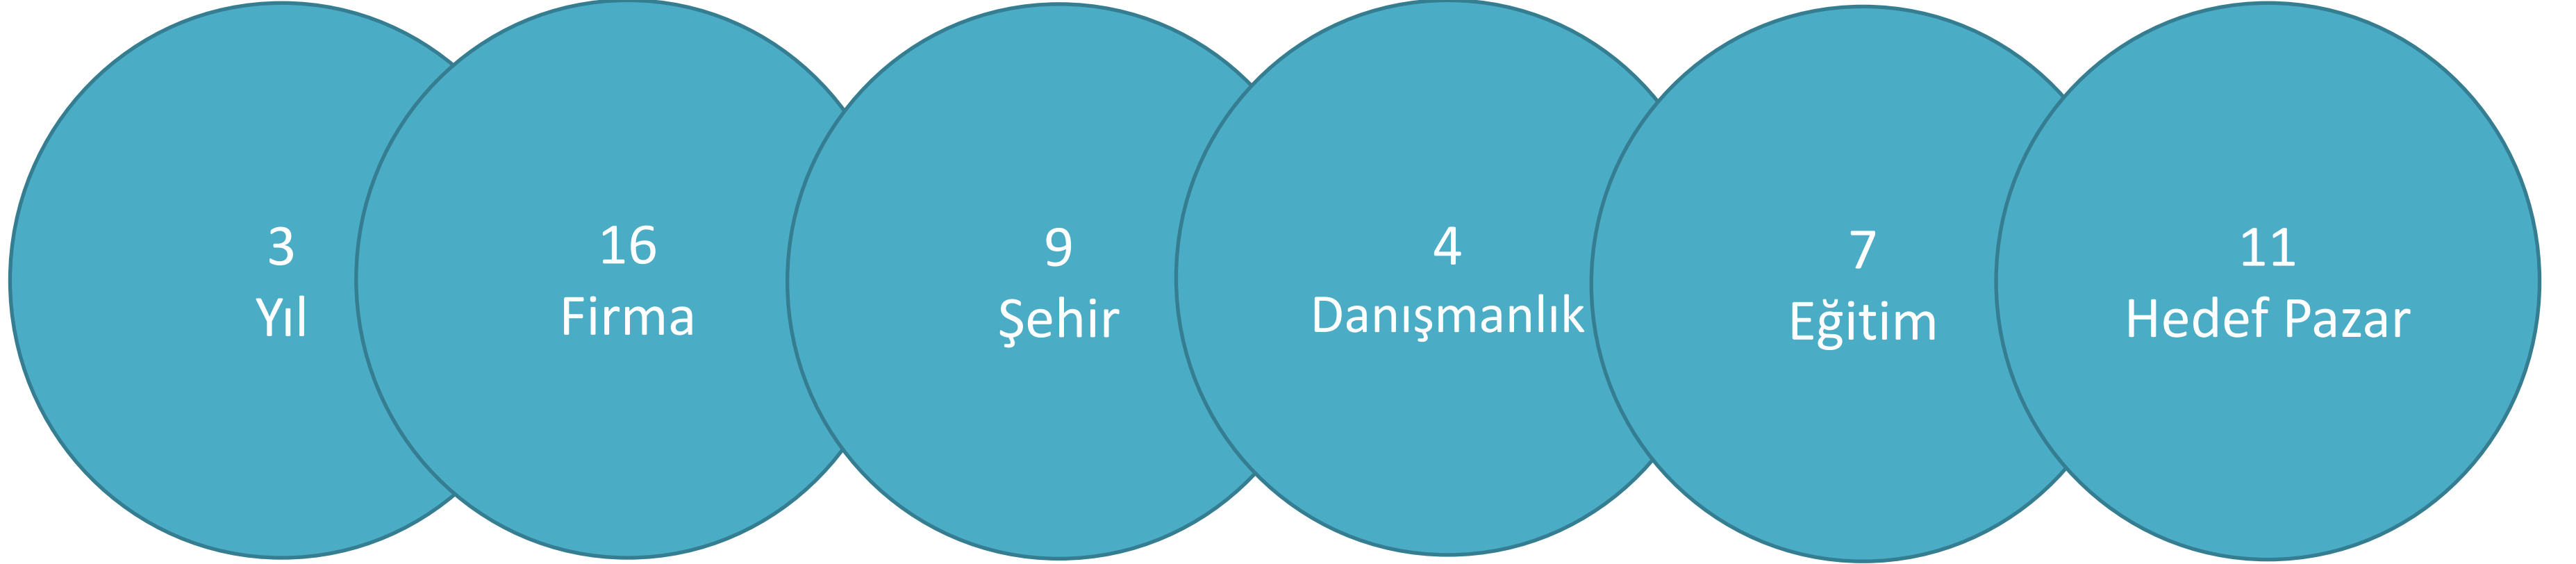 3
Yıl
16
Firma
9
Şehir
4
Danışmanlık
7
Eğitim
11
Hedef Pazar